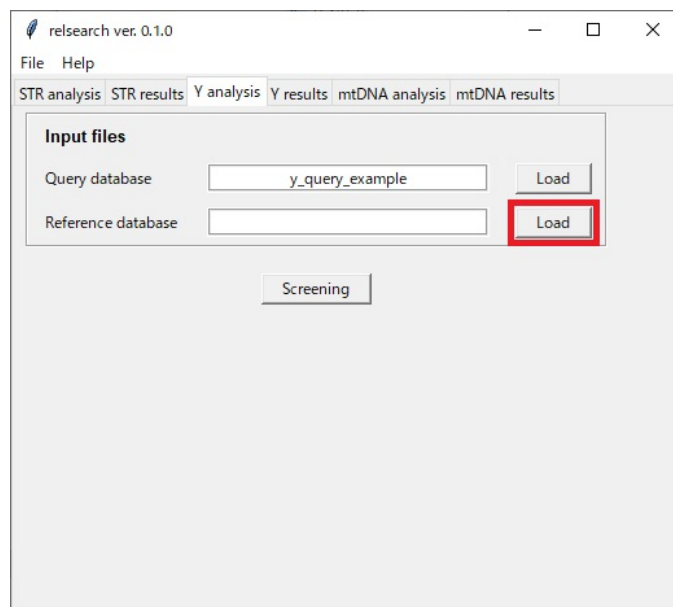 relsearch ver. 0.1.0
File Help
STR analysis STR results Y analysis Y results mtDNA analysis mtDNA results
Input files
Query database y_query_example Load
Reference database Load
Screening